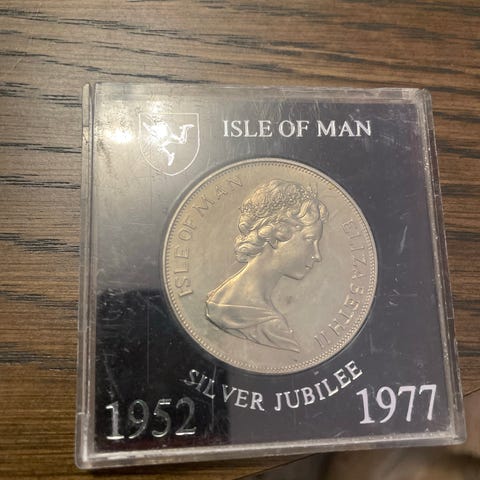 ISLE OF MAN
ISLE OF MAN
ELIZABETH II
SILVER JUBILEE
1952
1977